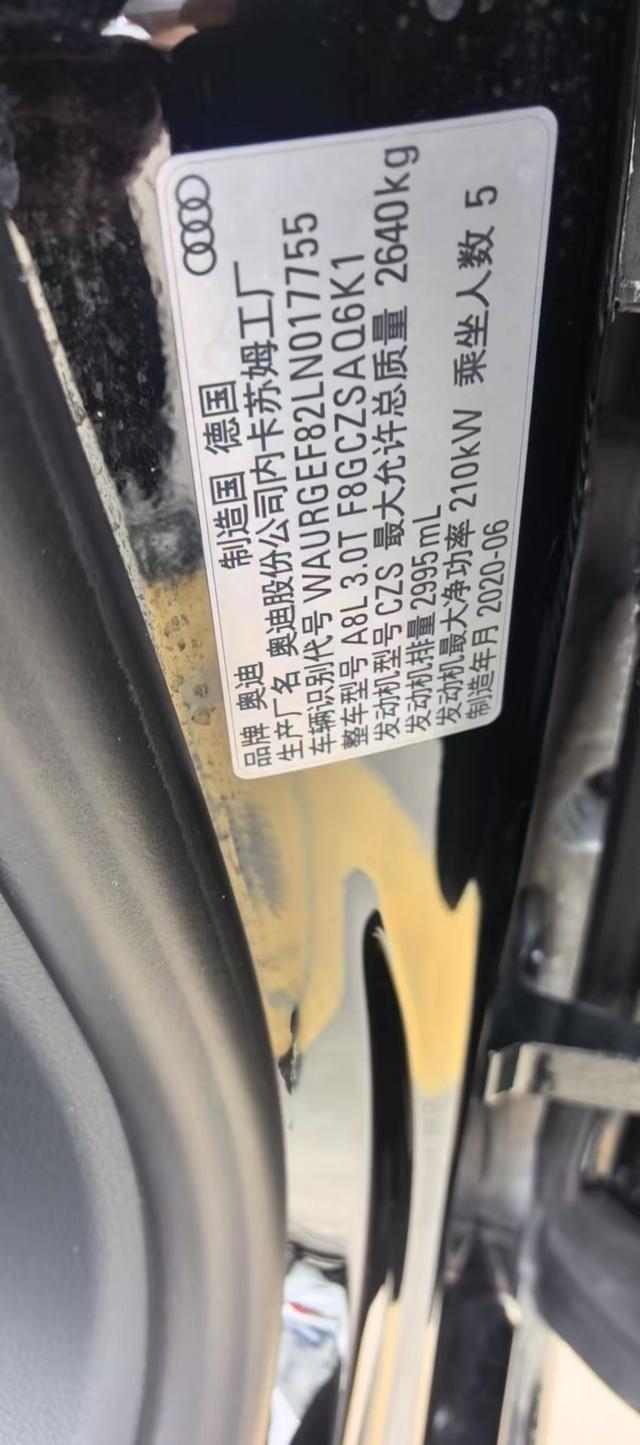 品牌 奥迪 制造国 德国
生产厂名 奥迪股份公司内卡苏姆工厂
车辆识别代号 WAURGEF82LN017755
整车型号 A8L 3.0T F8GCZSAQ6K1
发动机型号 CZS 最大允许总质量 2640kg
发动机排量 2995mL
发动机最大净功率 210kW 乘坐人数 5
制造年月 2020-06